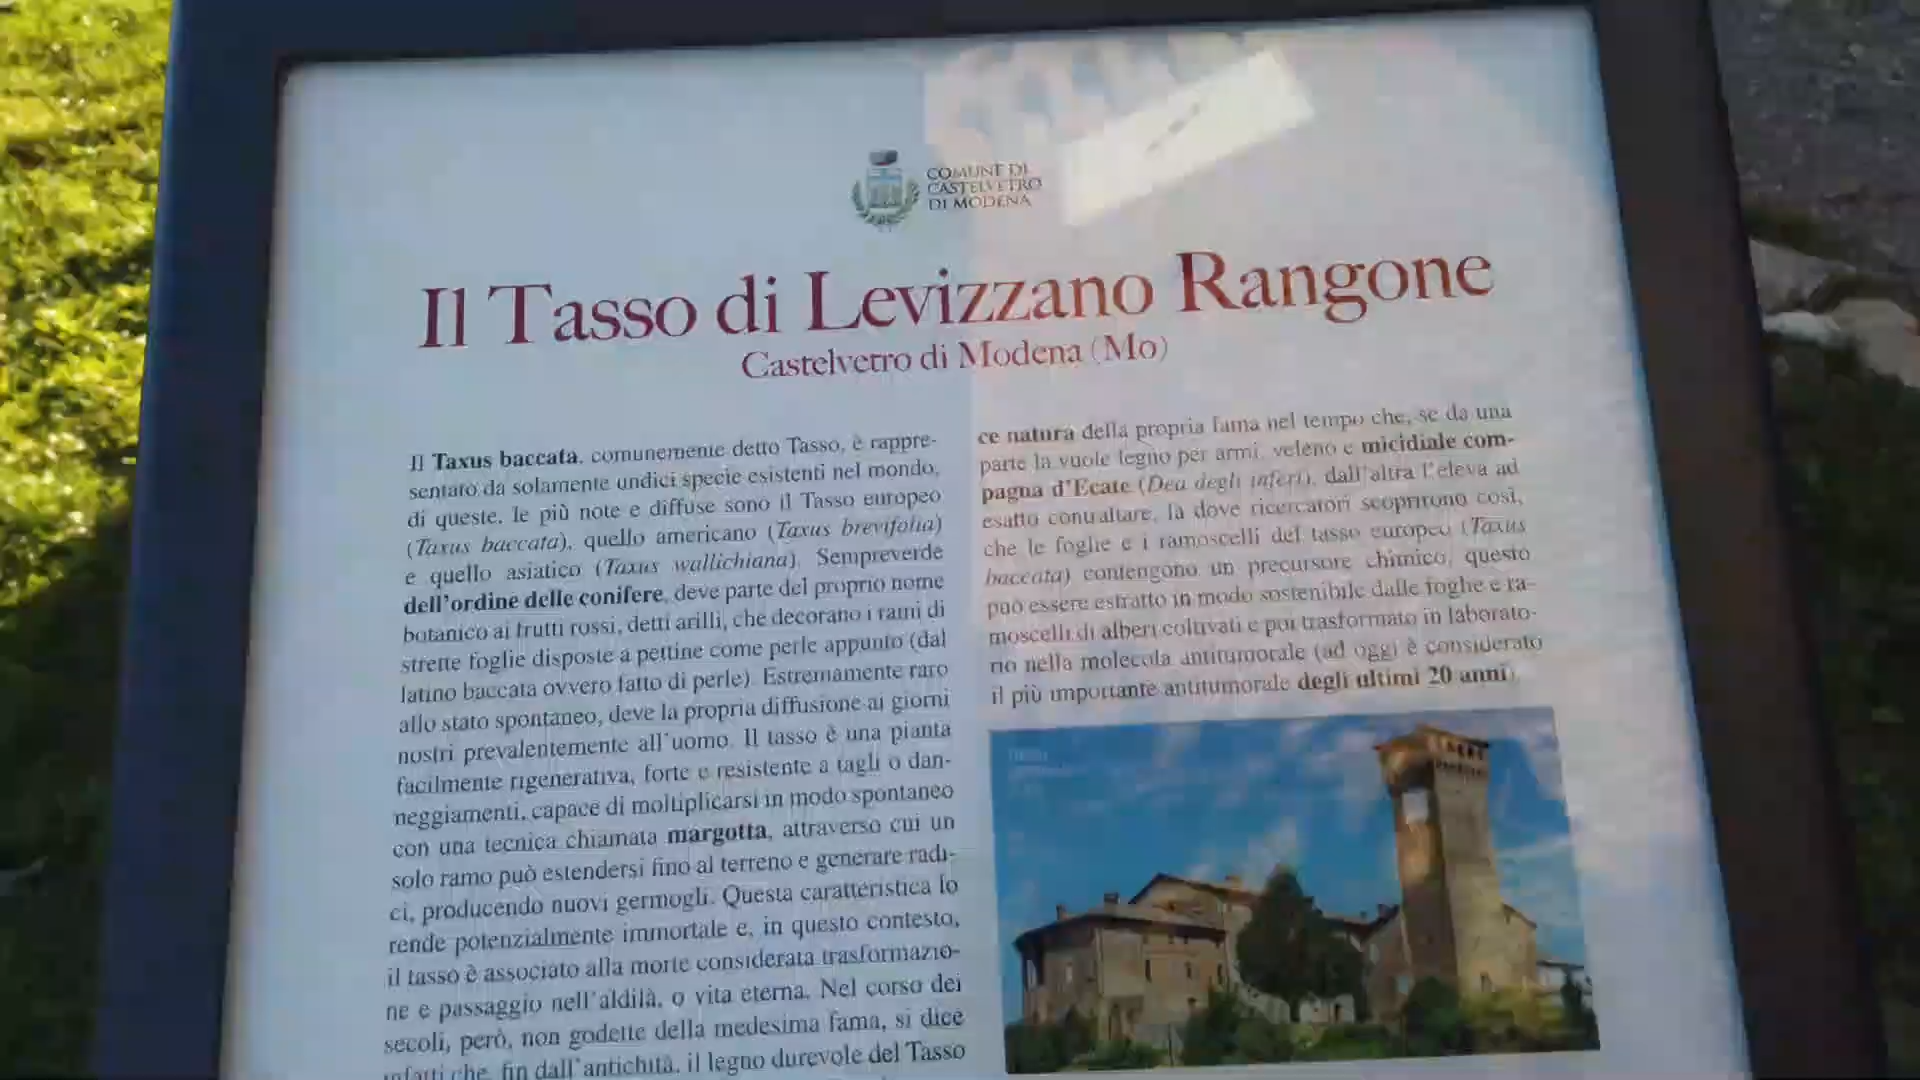 COMUNE DI
CASTELVETRO
DI MODENA
Il Tasso di Levizzano Rangone
Castelvetro di Modena (Mo)
Il Taxus baccata, comunemente detto Tasso, è rappre-
sentato da solamente undici specie esistenti nel mondo,
di queste, le più note e diffuse sono il Tasso europeo
(Taxus baccata), quello americano (Taxus brevifolia)
e quello asiatico (Taxus wallichiana). Sempreverde
dell'ordine delle conifere, deve parte del proprio nome
botanico ai frutti rossi, detti arilli, che decorano i rami di
strette foglie disposte a pettine come perle appunto (dal
latino baccata ovvero fatto di perle). Estremamente raro
allo stato spontaneo, deve la propria diffusione ai giorni
nostri prevalentemente all'uomo. Il tasso è una pianta
facilmente rigenerativa, forte e resistente a tagli o dan-
neggiamenti, capace di moltiplicarsi in modo spontaneo
con una tecnica chiamata margotta, attraverso cui un
solo ramo può estendersi fino al terreno e generare radi-
ci, producendo nuovi germogli. Questa caratteristica lo
rende potenzialmente immortale e, in questo contesto,
il tasso è associato alla morte considerata trasformazio-
ne e passaggio nell'aldilà, o vita eterna. Nel corso dei
secoli, però, non godette della medesima fama, si dice
infatti che, fin dall'antichità, il legno durevole del Tasso
ce natura della propria fama nel tempo che, se da una
parte la vuole legno per armi, veleno e micidiale com-
pagna d'Ecate (Dea degli inferi), dall'altra l'eleva ad
esatto contraltare, là dove ricercatori scoprirono così,
che le foglie e i ramoscelli del tasso europeo (Taxus
baccata) contengono un precursore chimico, questo
può essere estratto in modo sostenibile dalle foglie e ra-
moscelli di alberi coltivati e poi trasformato in laborato-
rio nella molecola antitumorale (ad oggi è considerato
il più importante antitumorale degli ultimi 20 anni).